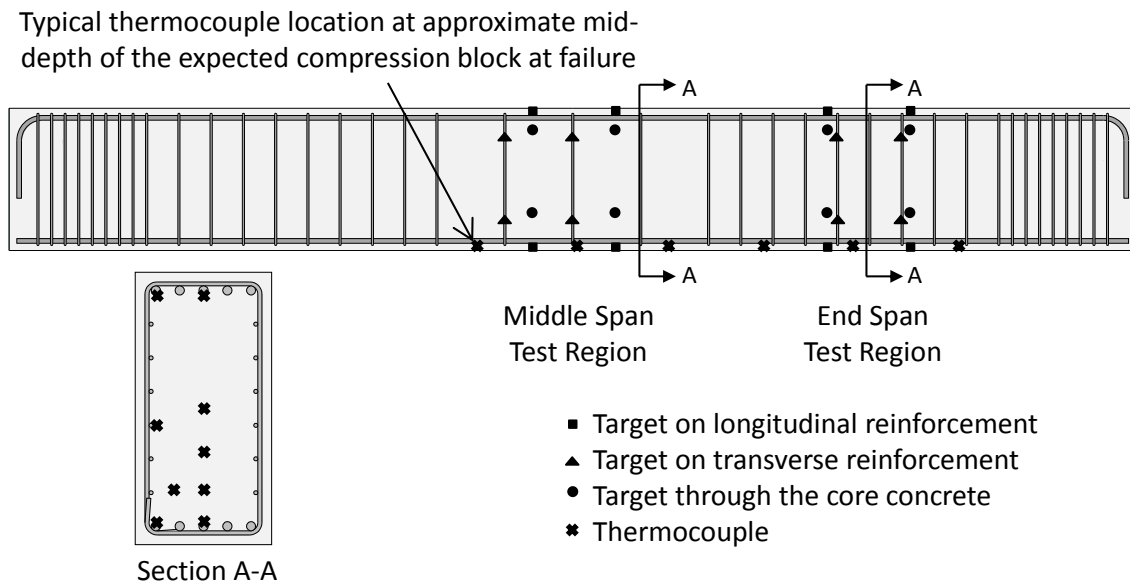 Typical thermocouple location at approximate mid-
depth of the expected compression block at failure
A
A
A
A
Middle Span
Test Region
End Span
Test Region
Target on longitudinal reinforcement
Target on transverse reinforcement
Target through the core concrete
Thermocouple
Section A-A